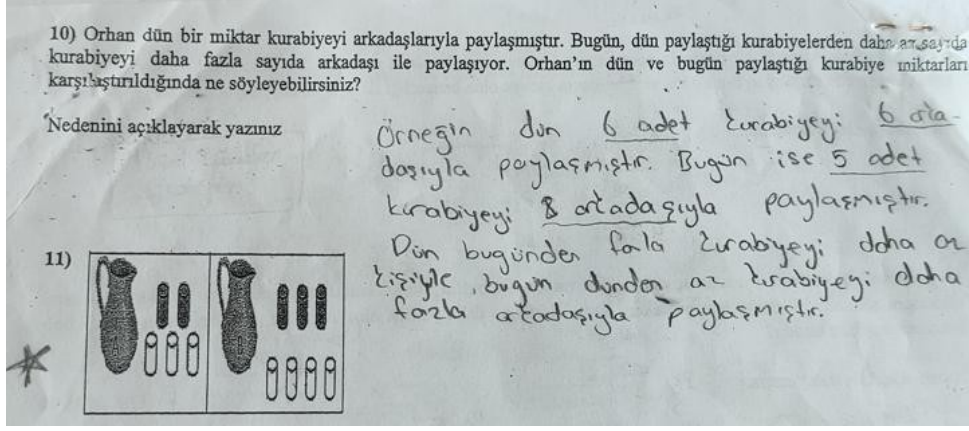 10) Orhan dün bir miktar kurabiyeyi arkadaşlarıyla paylaşmıştır. Bugün, dün paylaştığı kurabiyelerden daha az sayıda
kurabiyeyi daha fazla sayıda arkadaşı ile paylaşıyor. Orhan'ın dün ve bugün paylaştığı kurabiye miktarları
karşılaştırıldığında ne söyleyebilirsiniz?
Nedenini açıklayarak yazınız
Örneğin dün 6 adet kurabiyeyi 6 arka-
daşıyla paylaşmıştır. Bugün ise 5 adet
kurabiyeyi 8 arkadaşıyla paylaşmıştır.
Dün bugünden fazla kurabiyeyi daha az
kişiyle, bugün dünden az kurabiyeyi daha
fazla arkadaşıyla paylaşmıştır.
11)